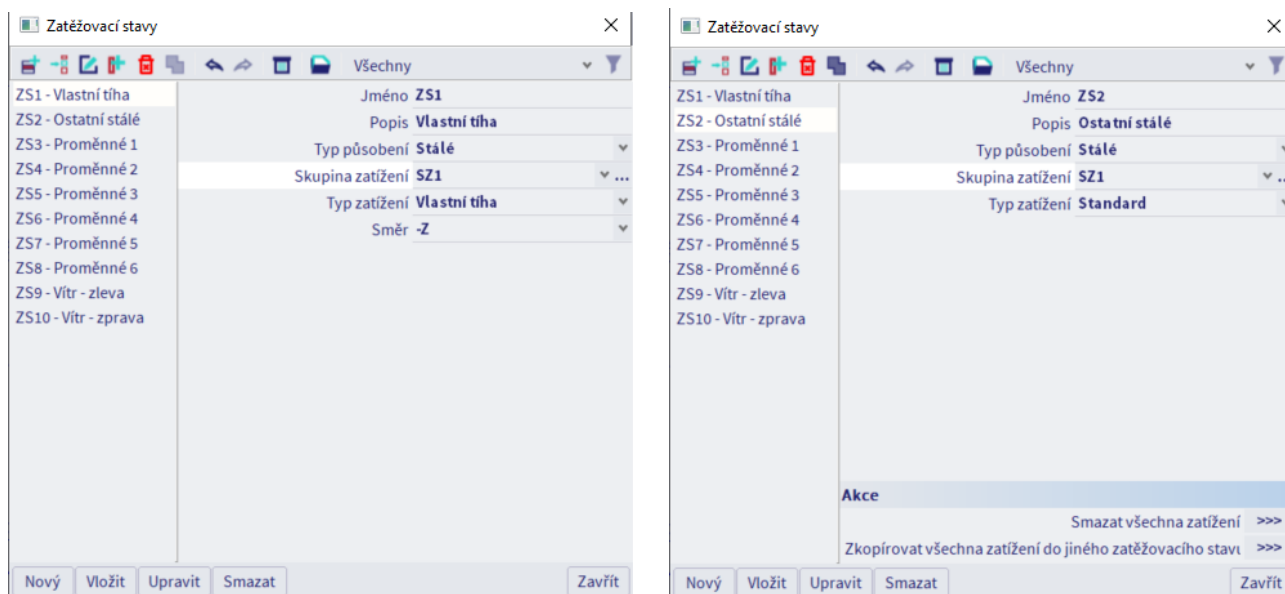 Zatěžovací stavy
Všechny
ZS1 - Vlastní tíha
ZS2 - Ostatní stálé
ZS3 - Proměnné 1
ZS4 - Proměnné 2
ZS5 - Proměnné 3
ZS6 - Proměnné 4
ZS7 - Proměnné 5
ZS8 - Proměnné 6
ZS9 - Vítr - zleva
ZS10 - Vítr - zprava
Jméno ZS1
Popis Vlastní tíha
Typ působení Stálé
Skupina zatížení SZ1
...
Typ zatížení Vlastní tíha
Směr -Z
Nový Vložit Upravit Smazat Zavřít
Zatěžovací stavy
Všechny
ZS1 - Vlastní tíha
ZS2 - Ostatní stálé
ZS3 - Proměnné 1
ZS4 - Proměnné 2
ZS5 - Proměnné 3
ZS6 - Proměnné 4
ZS7 - Proměnné 5
ZS8 - Proměnné 6
ZS9 - Vítr - zleva
ZS10 - Vítr - zprava
Jméno ZS2
Popis Ostatní stálé
Typ působení Stálé
Skupina zatížení SZ1
Typ zatížení Standard
Akce
Smazat všechna zatížení >>>
Zkopírovat všechna zatížení do jiného zatěžovacího stavu >>>
Nový Vložit Upravit Smazat Zavřít